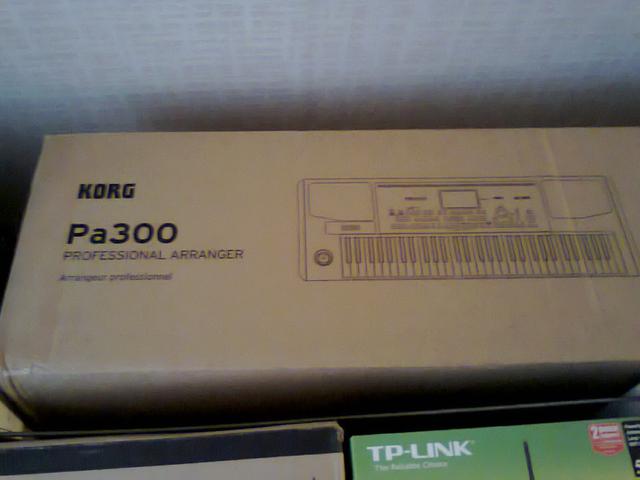 KORG
Pa300
PROFESSIONAL ARRANGER
Arrangeur professionnel
TP-LINK
The Reliable Choice